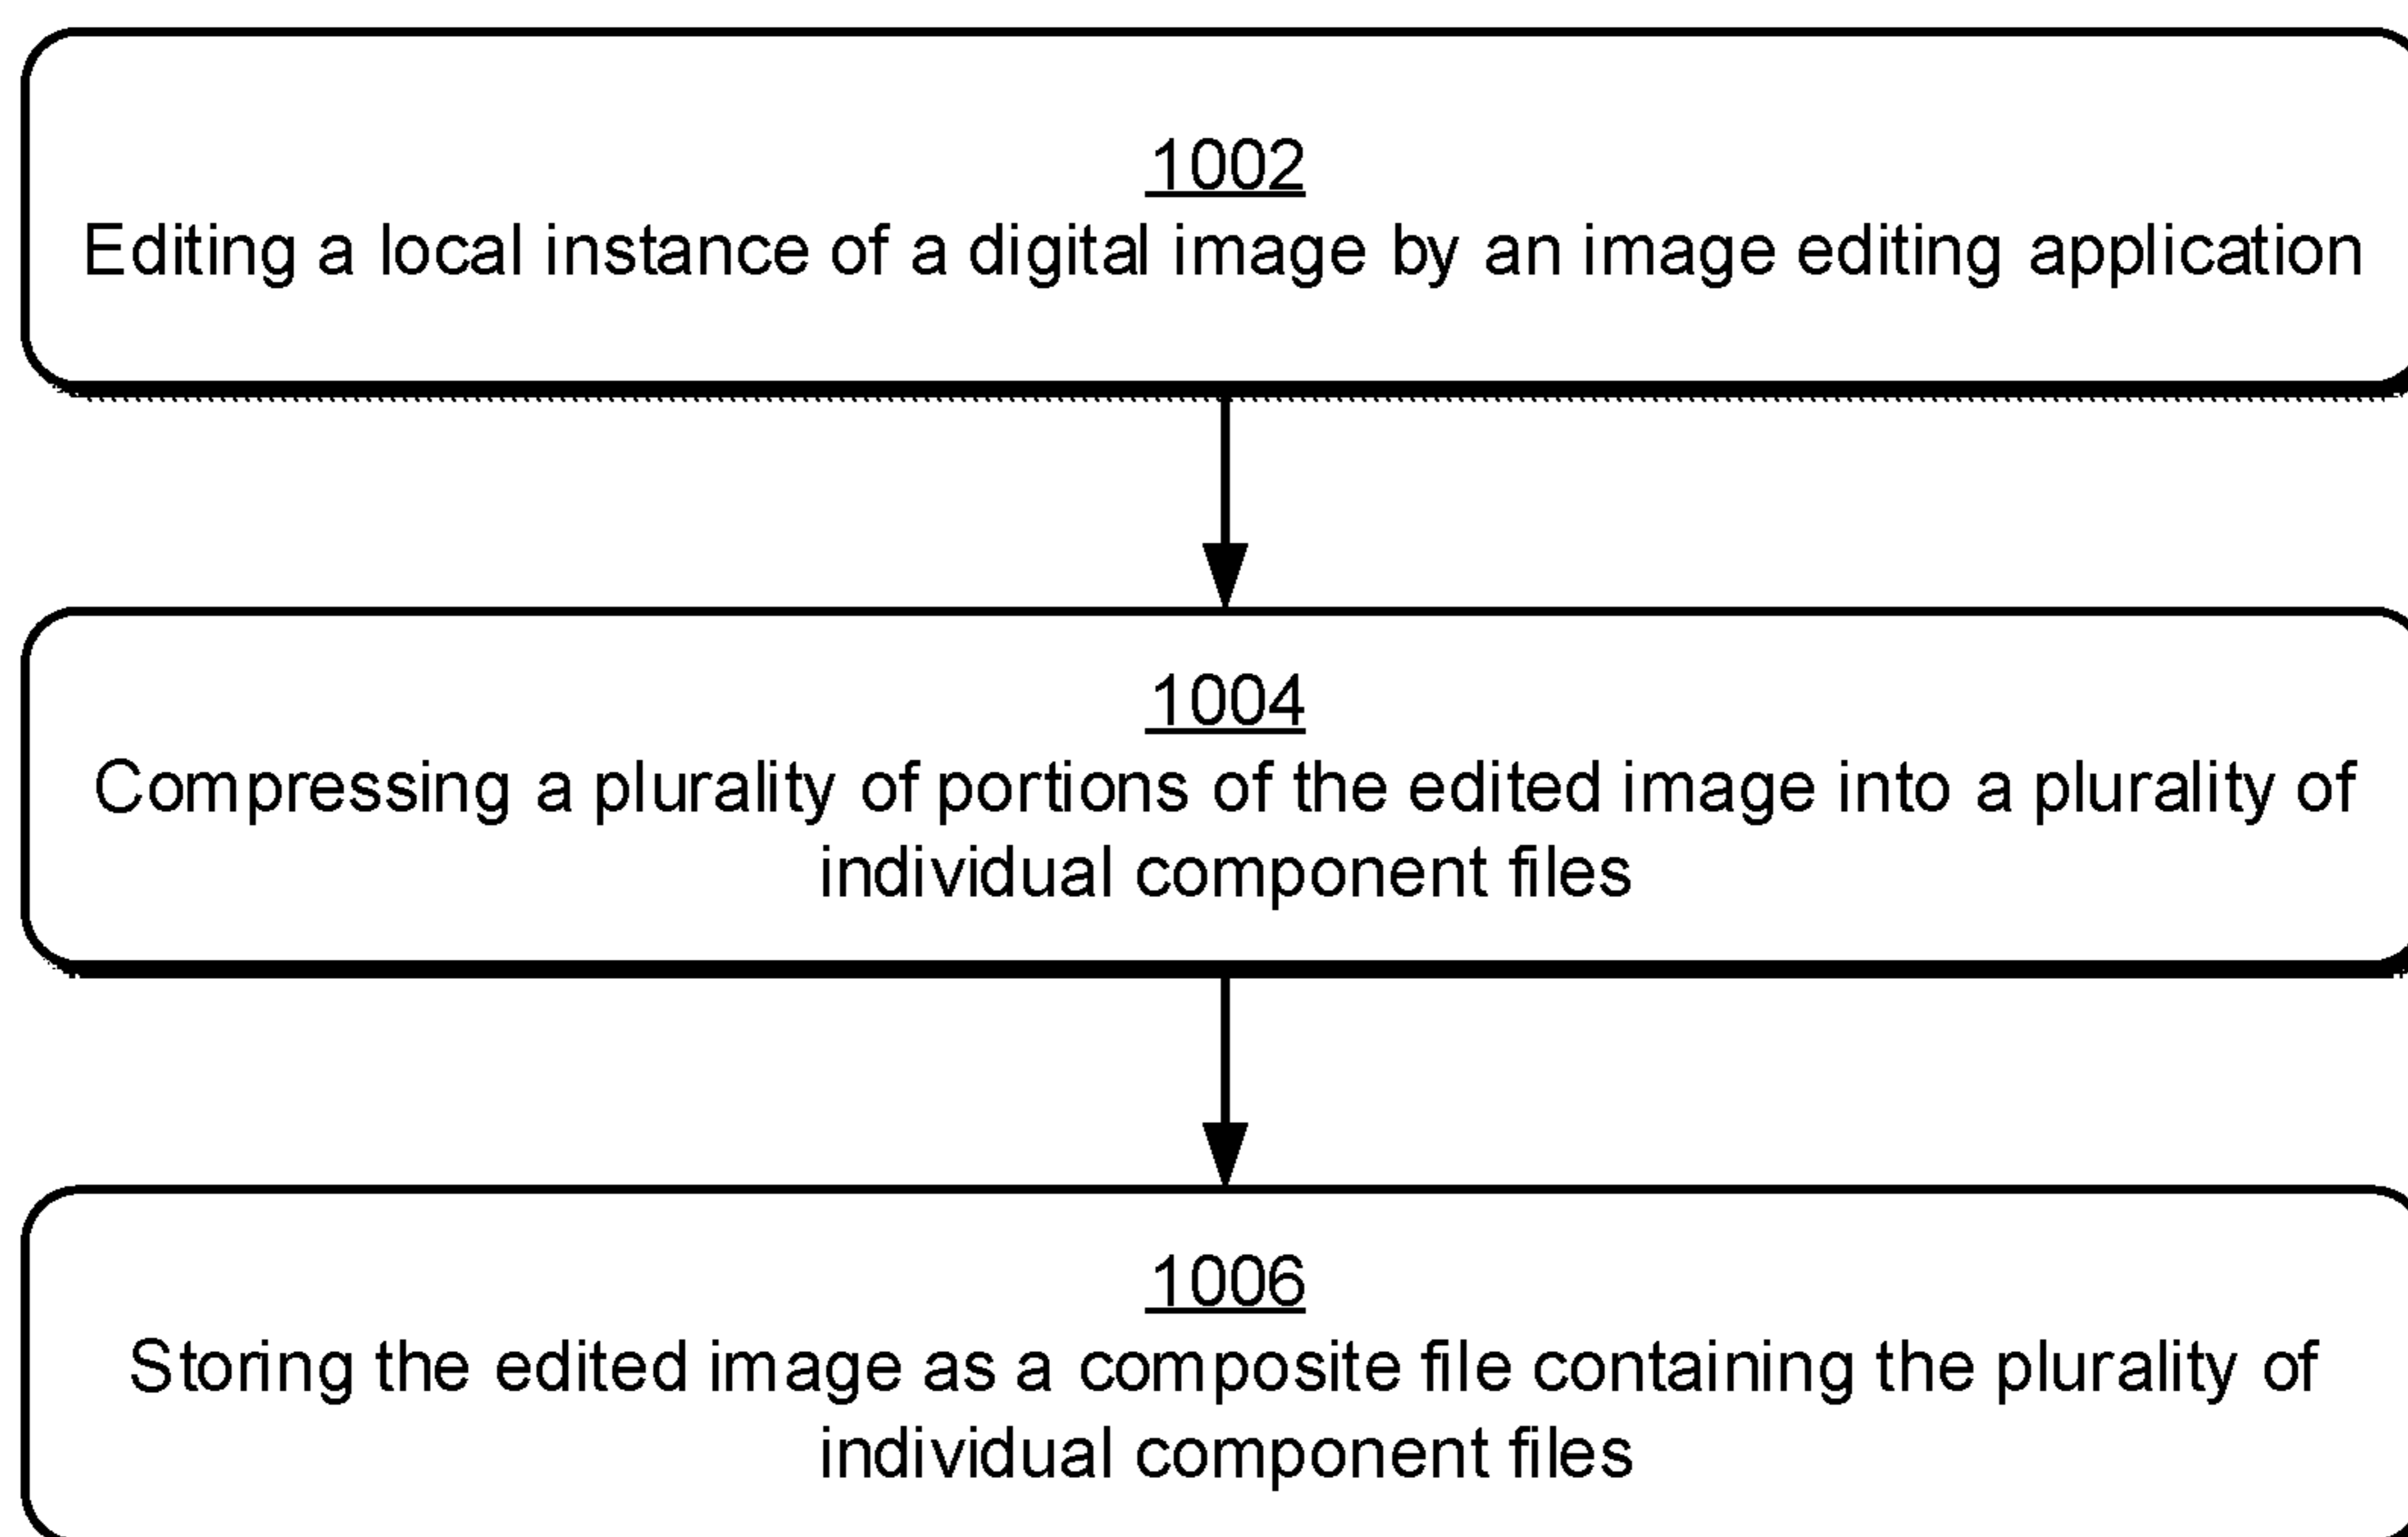 1002
Editing a local instance of a digital image by an image editing application
1004
Compressing a plurality of portions of the edited image into a plurality of
individual component files
1006
Storing the edited image as a composite file containing the plurality of
individual component files